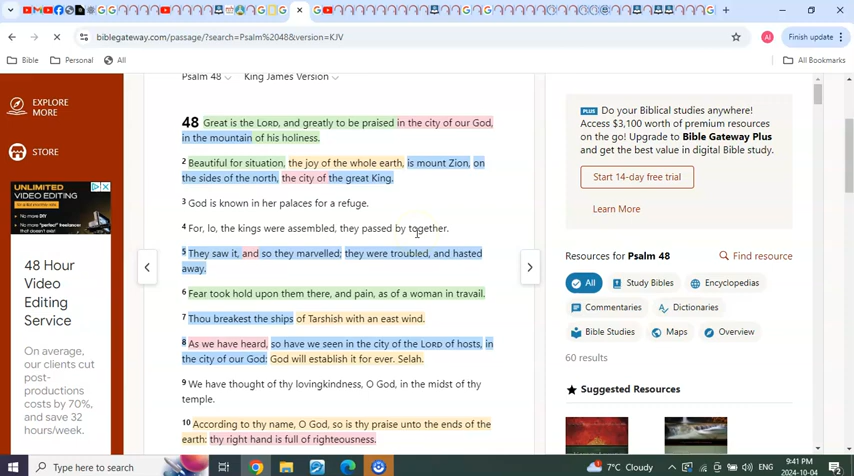 biblegateway.com/passage/?search=Psalm%2048&version=KJV
AI
Finish update
Bible
Personal
All
All Bookmarks
EXPLORE
MORE
STORE
UNLIMITED
VIDEO
EDITING
48 Hour
Video
Editing
Service
On average,
our clients cut
post-
productions
costs by 70%,
and save 32
hours/week.
Psalm 48
King James Version
48 Great is the LORD, and greatly to be praised in the city of our God,
in the mountain of his holiness.
2 Beautiful for situation, the joy of the whole earth, is mount Zion, on
the sides of the north, the city of the great King.
3 God is known in her palaces for a refuge.
4 For, lo, the kings were assembled, they passed by together.
5 They saw it, and so they marvelled; they were troubled, and hasted
away.
6 Fear took hold upon them there, and pain, as of a woman in travail.
7 Thou breakest the ships of Tarshish with an east wind.
8 As we have heard, so have we seen in the city of the LORD of hosts, in
the city of our God: God will establish it for ever. Selah.
9 We have thought of thy lovingkindness, O God, in the midst of thy
temple.
10 According to thy name, O God, so is thy praise unto the ends of the
earth: thy right hand is full of righteousness.
PLUS Do your Biblical studies anywhere!
Access $3,100 worth of premium resources
on the go! Upgrade to Bible Gateway Plus
and get the best value in digital Bible study.
Start 14-day free trial
Learn More
Resources for Psalm 48
Find resource
All
Study Bibles
Encyclopedias
Commentaries
Dictionaries
Bible Studies
Maps
Overview
60 results
Suggested Resources
Type here to search
7°C Cloudy
ENG
9:41 PM
2024-10-04
2